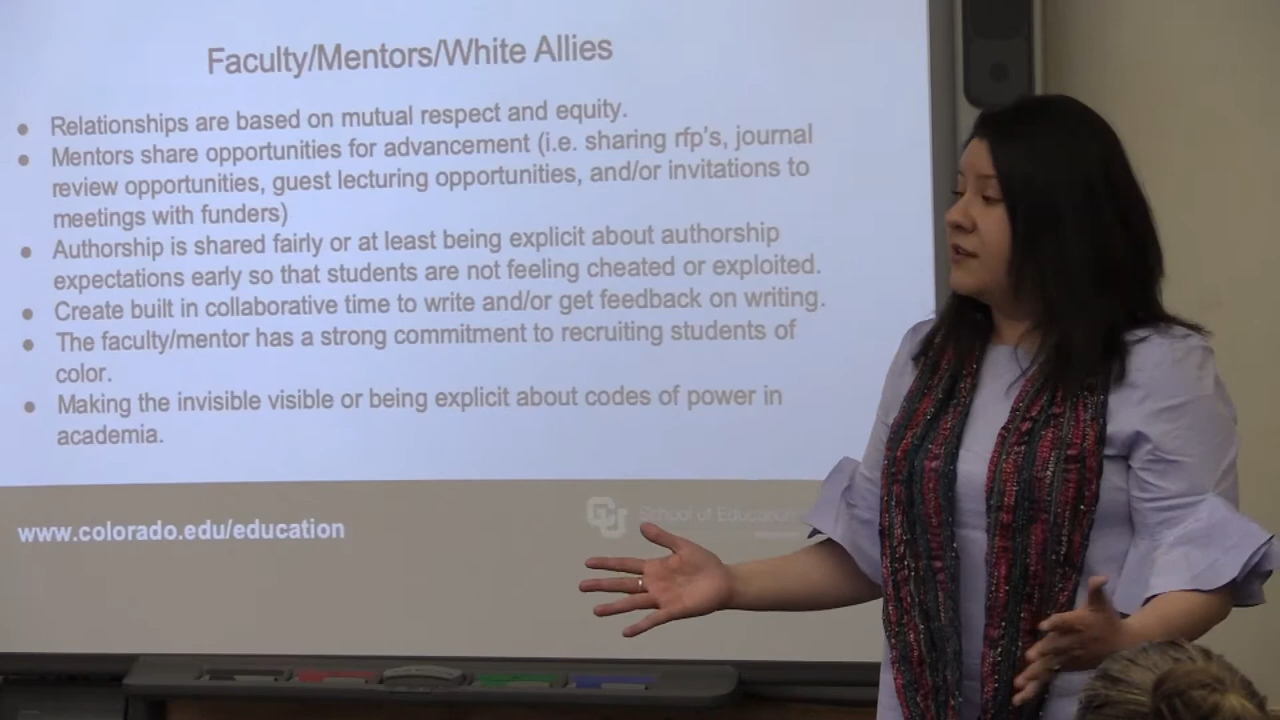 Faculty/Mentors/White Allies
● Relationships are based on mutual respect and equity.
● Mentors share opportunities for advancement (i.e. sharing rfp's, journal
review opportunities, guest lecturing opportunities, and/or invitations to
meetings with funders)
● Authorship is shared fairly or at least being explicit about authorship
expectations early so that students are not feeling cheated or exploited.
● Create built in collaborative time to write and/or get feedback on writing.
● The faculty/mentor has a strong commitment to recruiting students of
color.
● Making the invisible visible or being explicit about codes of power in
academia.
www.colorado.edu/education
CU School of Education